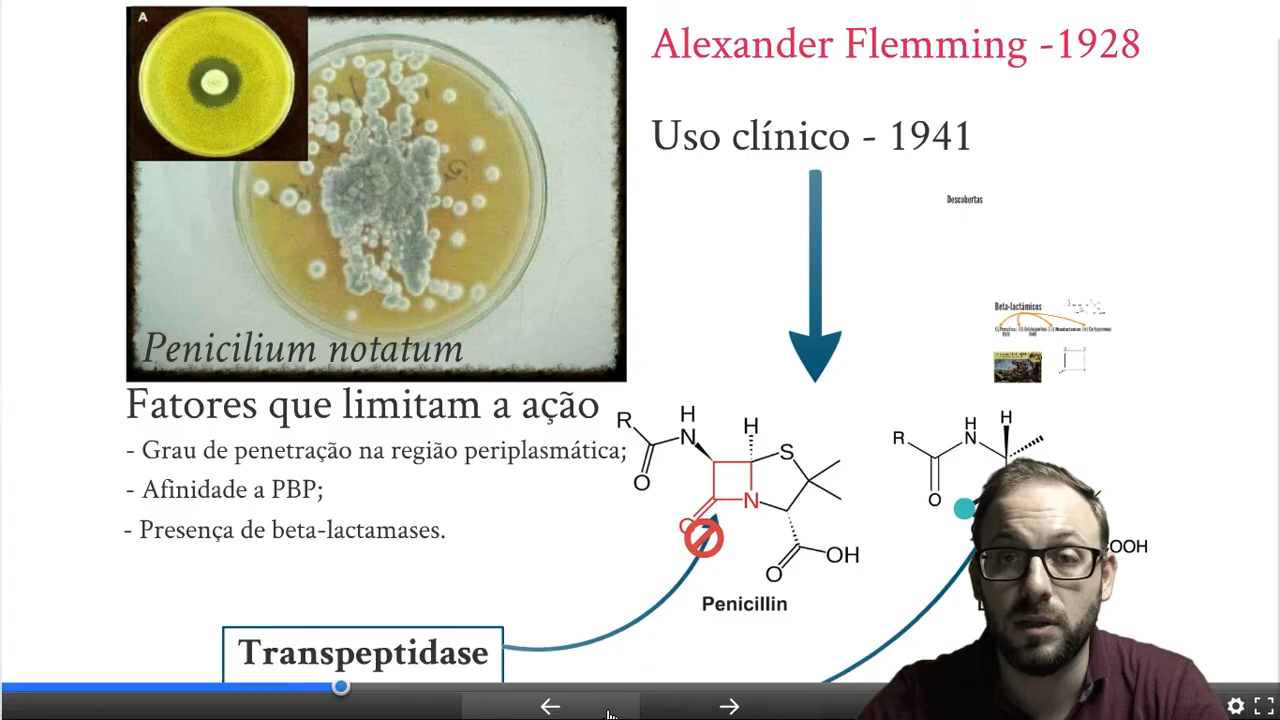 A
Alexander Flemming -1928
Uso clínico - 1941
Descobertas
Beta-lactâmicos
Penicilium notatum
Fatores que limitam a ação
- Grau de penetração na região periplasmática;
- Afinidade a PBP;
- Presença de beta-lactamases.
R
H
N
O
H
S
N
O
OH
O
Penicillin
R
H
N
H
O
OOH
Transpeptidase